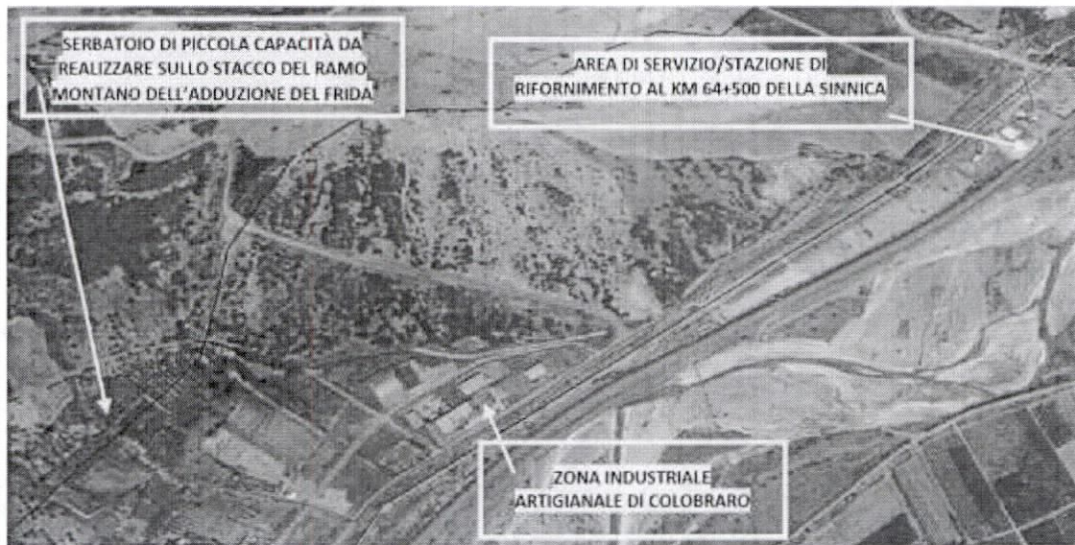 SERBATOIO DI PICCOLA CAPACITÀ DA
REALIZZARE SULLO STACCO DEL RAMO
MONTANO DELL'ADDUZIONE DEL FRIDA
AREA DI SERVIZIO/STAZIONE DI
RIFORNIMENTO AL KM 64+500 DELLA SINNICA
ZONA INDUSTRIALE
ARTIGIANALE DI COLOBRARO